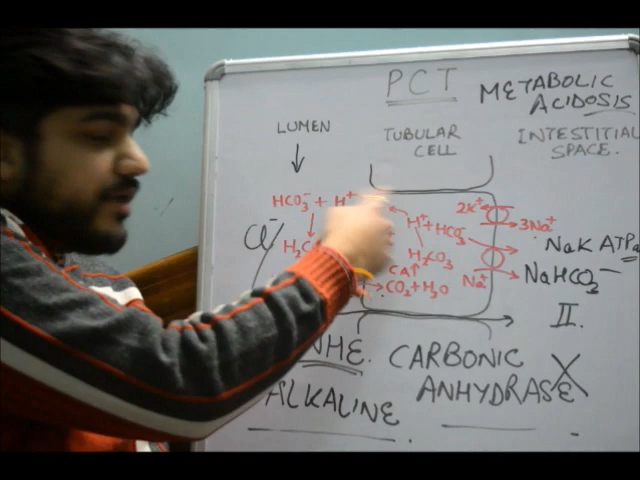 PCT
METABOLIC
ACIDOSIS
LUMEN
TUBULAR
CELL
INTESTITIAL
SPACE.
HCO3⁻ + H⁺
H⁺ + HCO3
2K⁺
3Na⁺
Cl⁻
H2CO3
NaK ATPa
CA↑
CO2 + H2O
Na⁺
NaHCO3⁻
II.
NHE.
CARBONIC
ANHYDRASE
X
ALKALINE